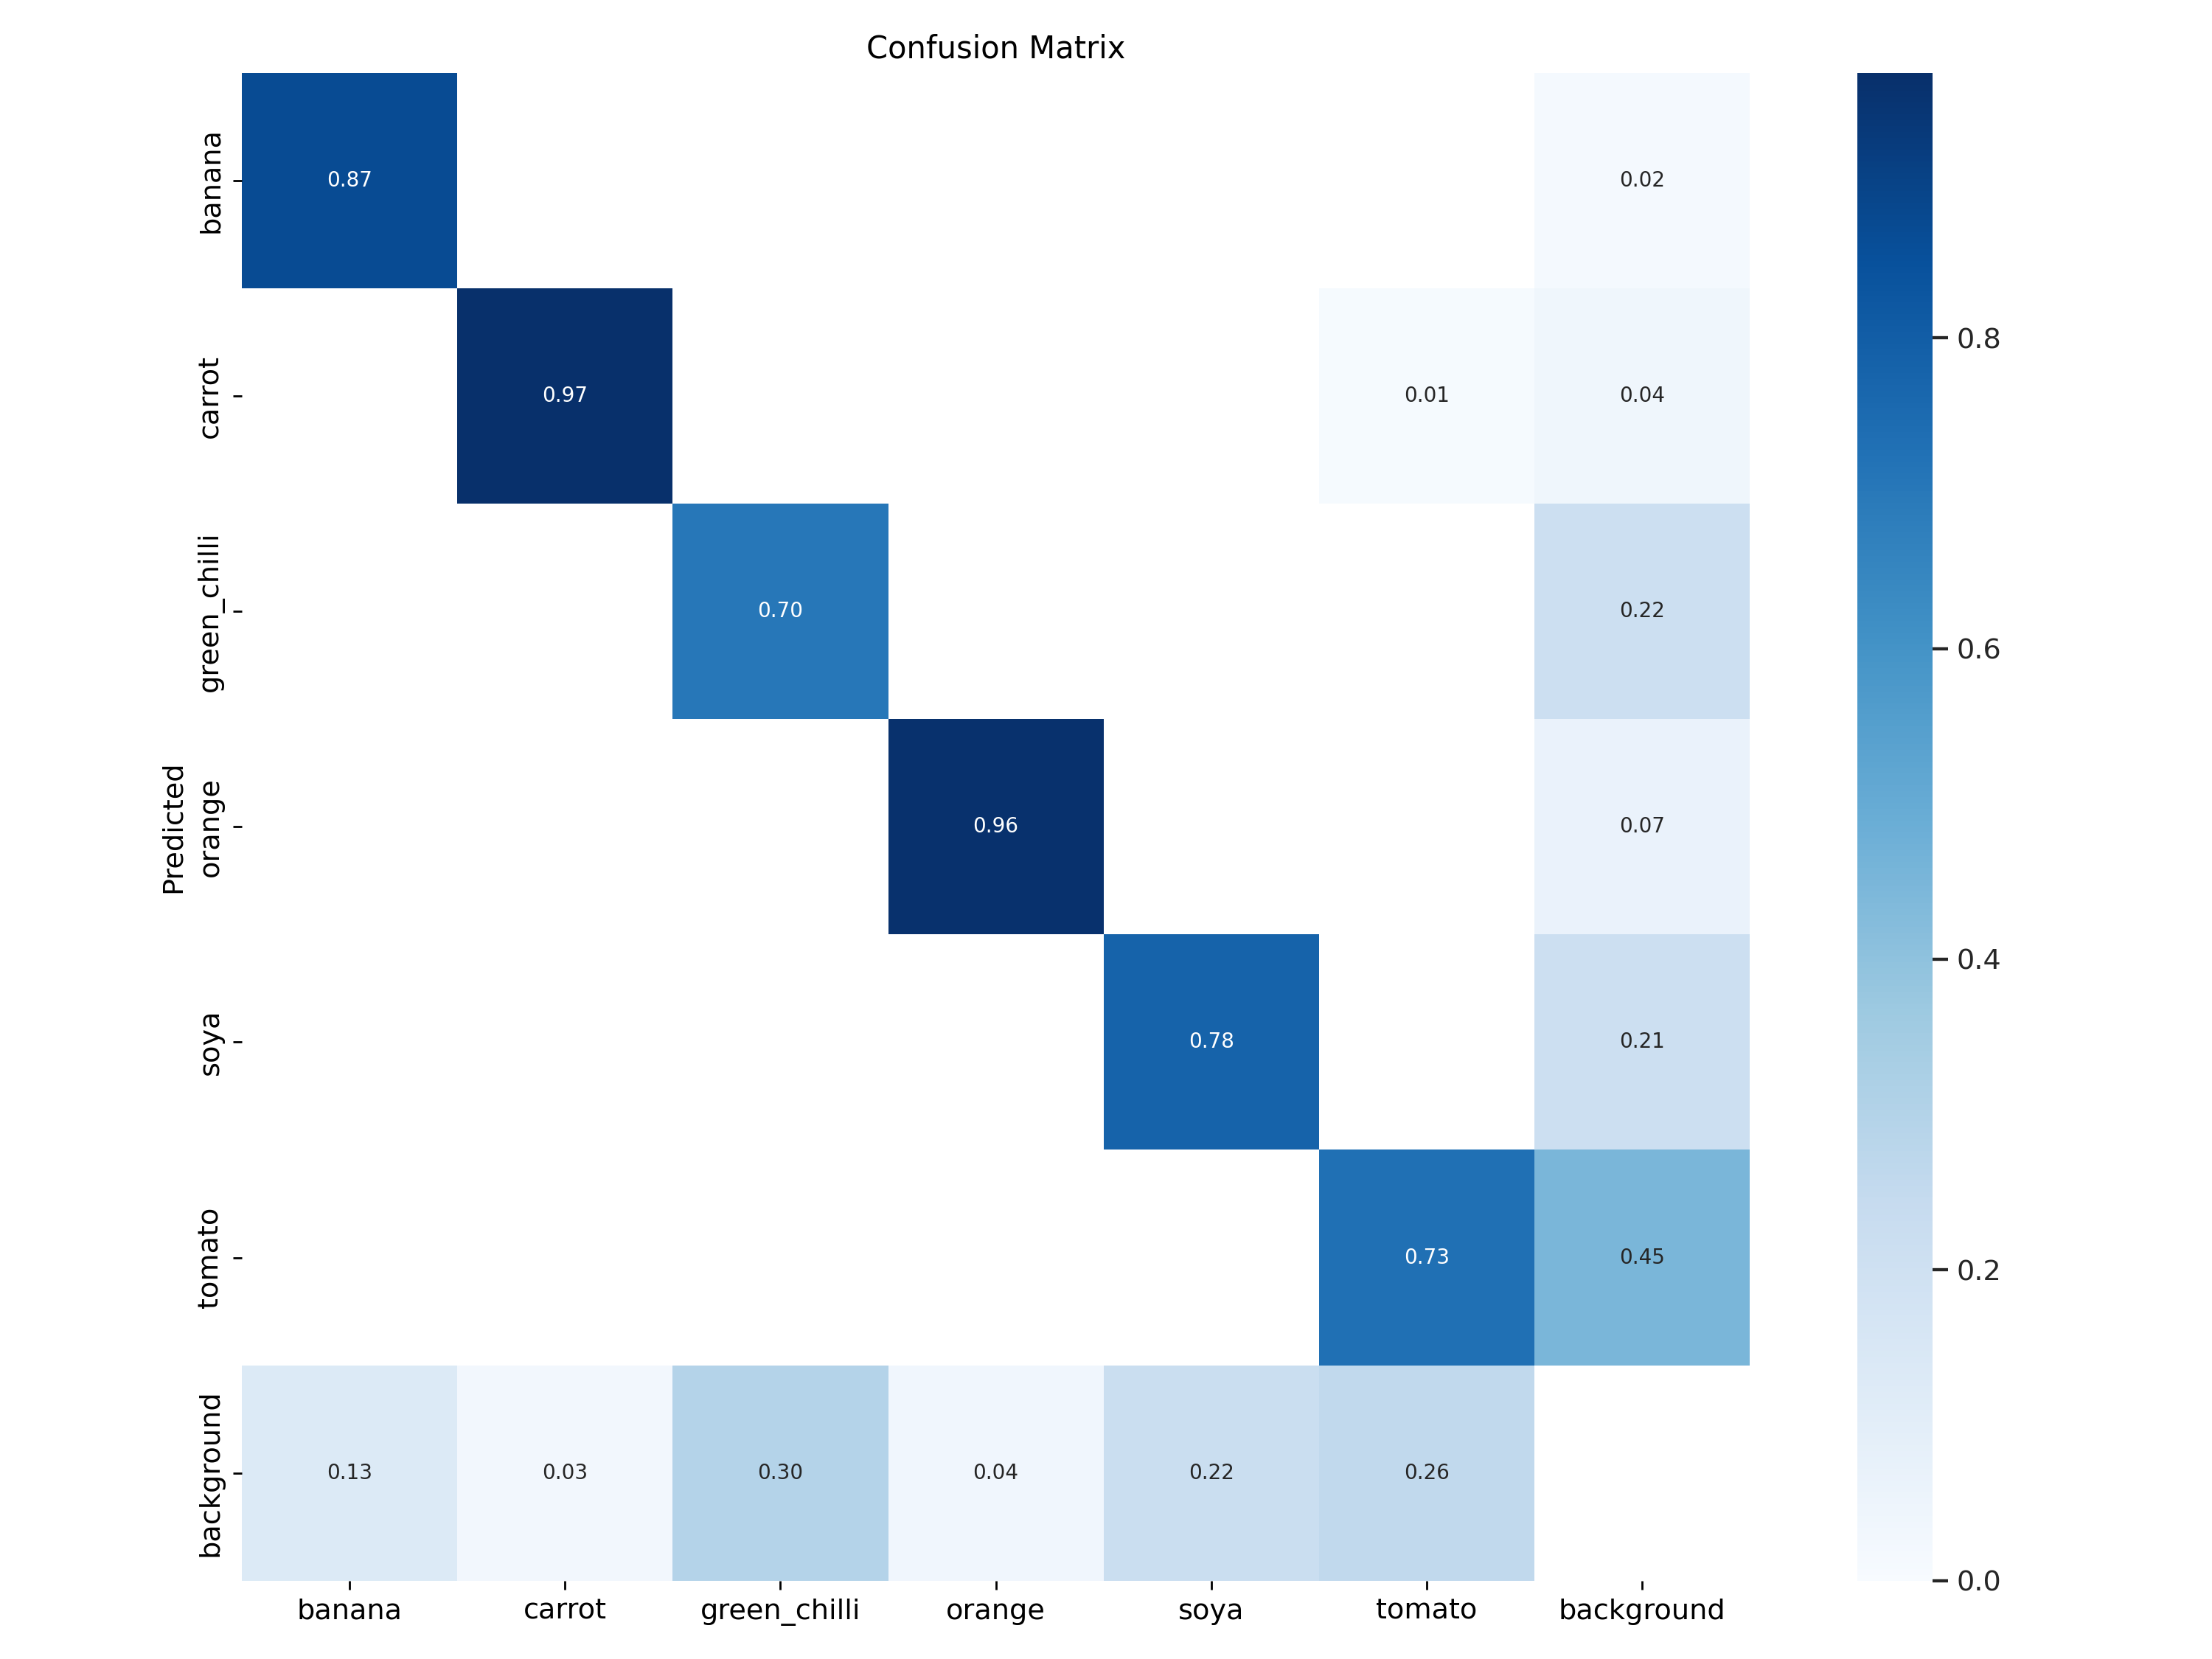 Confusion Matrix
banana
0.87
0.02
carrot
0.97
0.01
0.04
green_chilli
0.70
0.22
Predicted
orange
0.96
0.07
soya
0.78
0.21
tomato
0.73
0.45
background
0.13
0.03
0.30
0.04
0.22
0.26
banana
carrot
green_chilli
orange
soya
tomato
background
0.8
0.6
0.4
0.2
0.0